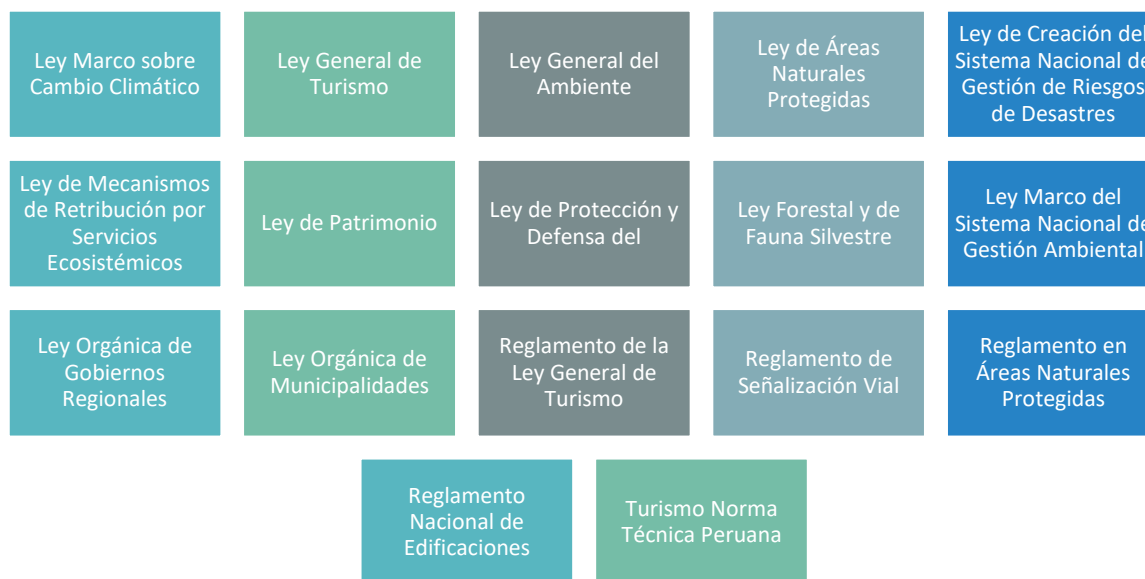 Ley Marco sobre
Cambio Climático
Ley General de
Turismo
Ley General del
Ambiente
Ley de Áreas
Naturales
Protegidas
Ley de Creación del
Sistema Nacional de
Gestión de Riesgos
de Desastres
Ley de Mecanismos
de Retribución por
Servicios
Ecosistémicos
Ley de Patrimonio
Ley de Protección y
Defensa del
Ley Forestal y de
Fauna Silvestre
Ley Marco del
Sistema Nacional de
Gestión Ambiental
Ley Orgánica de
Gobiernos
Regionales
Ley Orgánica de
Municipalidades
Reglamento de la
Ley General de
Turismo
Reglamento de
Señalización Vial
Reglamento en
Áreas Naturales
Protegidas
Reglamento
Nacional de
Edificaciones
Turismo Norma
Técnica Peruana